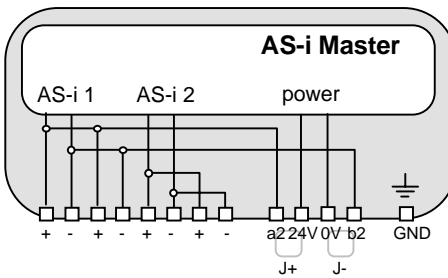 AS-i Master
AS-i 1 AS-i 2 power
+ - + - + - + - a2 24V 0V b2 GND
J+ J-